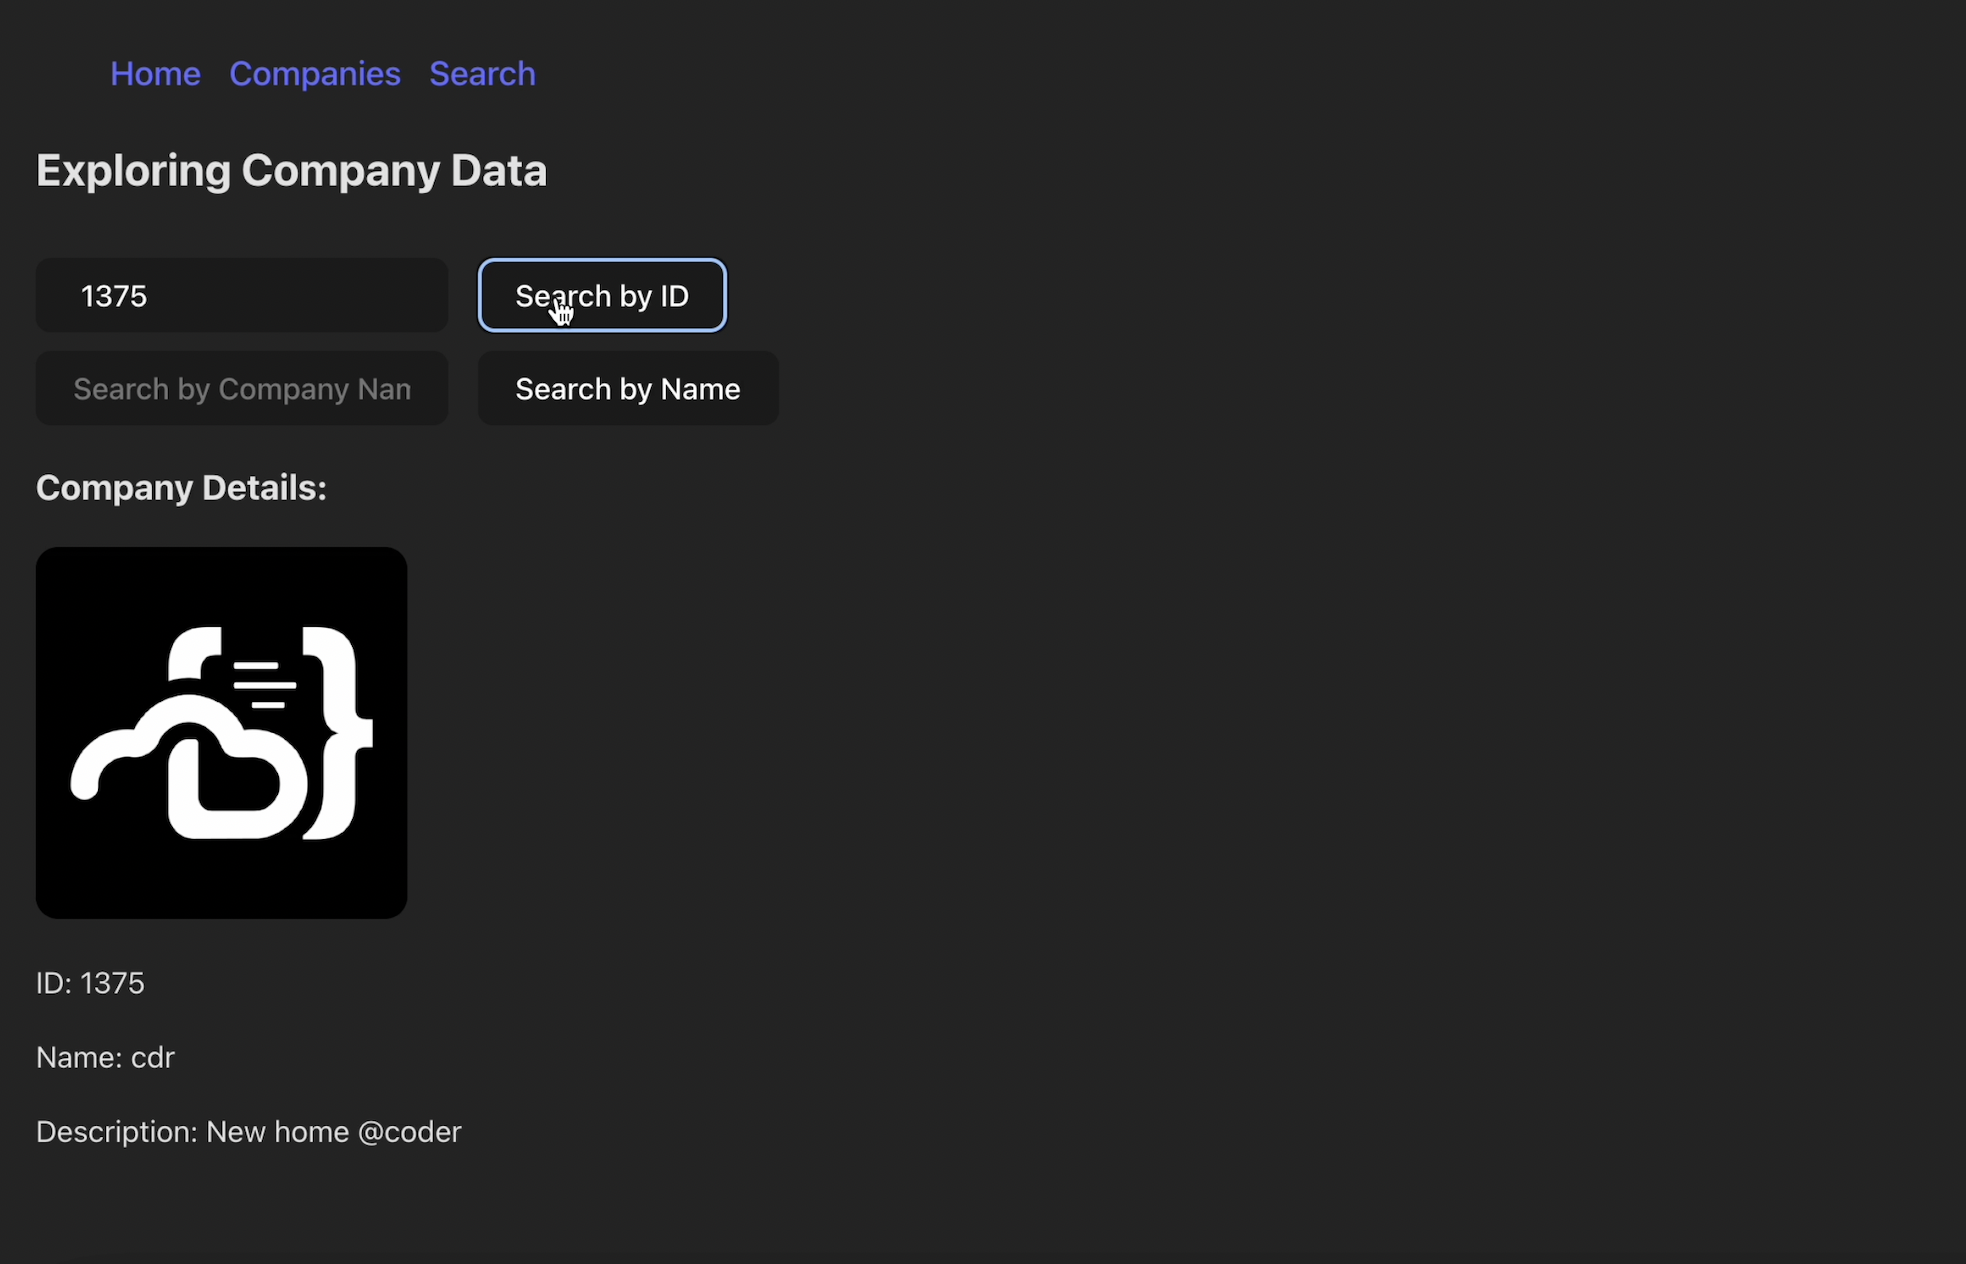 Home Companies Search
Exploring Company Data
1375 Search by ID
Search by Company Nan Search by Name
Company Details:
ID: 1375
Name: cdr
Description: New home @coder